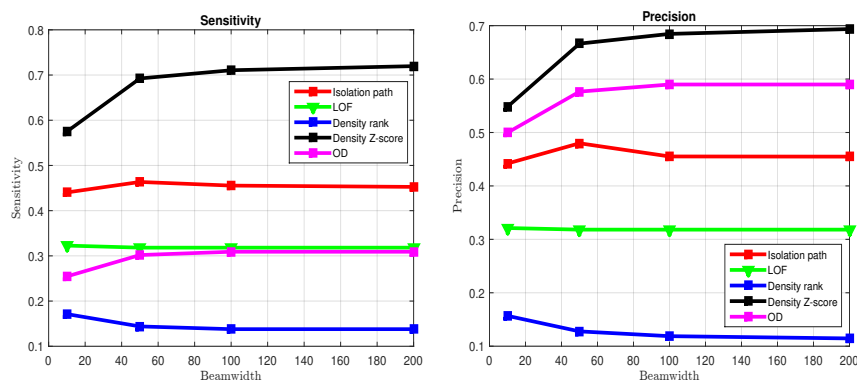 Sensitivity
0.8
0.7
0.6
0.5
0.4
0.3
0.2
0.1
Sensitivity
0 20 40 60 80 100 120 140 160 180 200
Beamwidth
Isolation path
LOF
Density rank
Density Z-score
OD
Precision
0.7
0.6
0.5
0.4
0.3
0.2
0.1
Precision
0 20 40 60 80 100 120 140 160 180 200
Beamwidth
Isolation path
LOF
Density rank
Density Z-score
OD